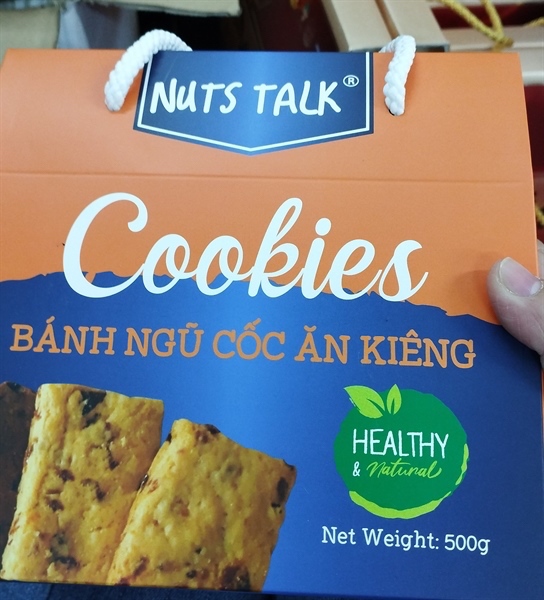 NUTS TALK®
Cookies
BÁNH NGŨ CỐC ĂN KIÊNG
HEALTHY
& Natural
Net Weight: 500g